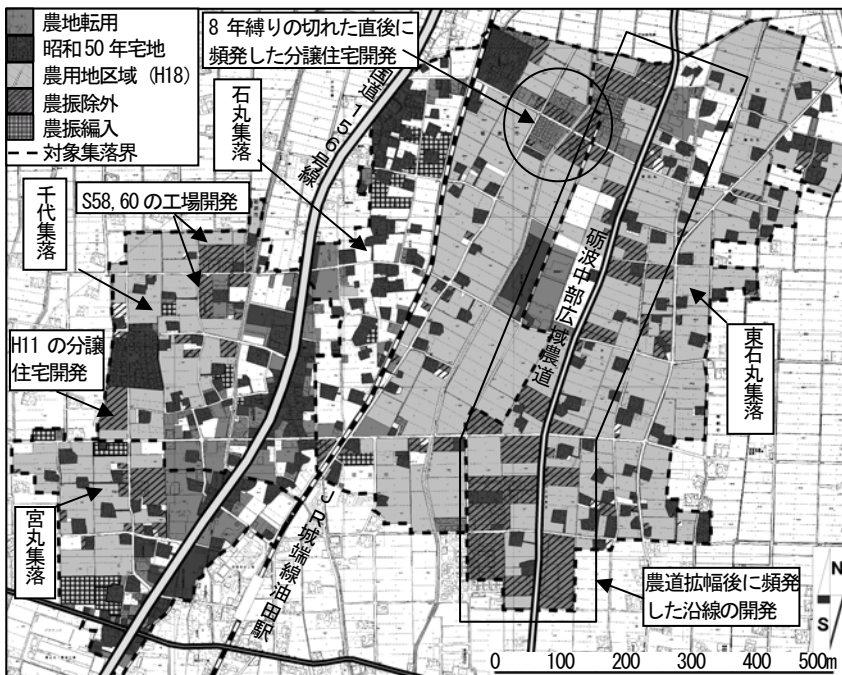 農地転用
昭和50年宅地
農用地区域 (H18)
農振除外
農振編入
対象集落界
8年縛りの切れた直後に
頻発した分譲住宅開発
国道156号線
石丸集落
千代集落
S58,60の工場開発
H11の分譲
住宅開発
宮丸集落
砺波中部広域農道
東石丸集落
JR城端線油田駅
農道拡幅後に頻発
した沿線の開発
N
S
0 100 200 300 400 500m